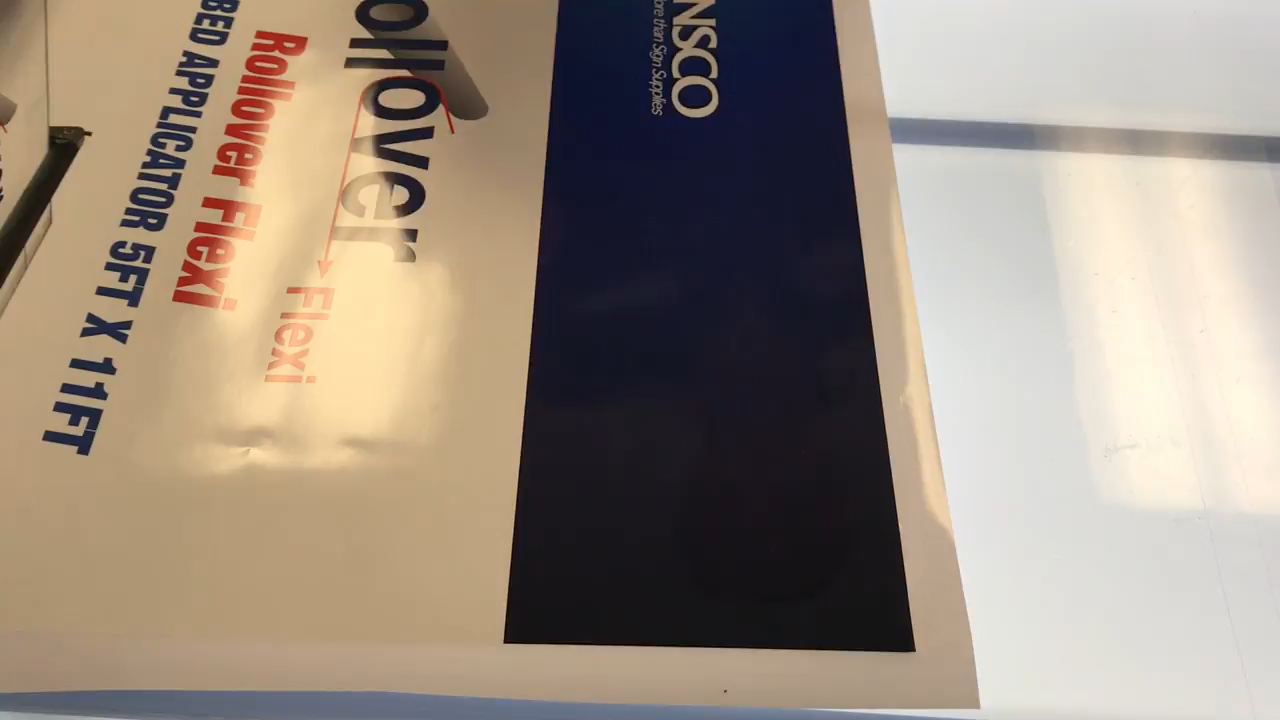 NSCO
ore than Sign Supplies
ollover
Flexi
Rollover Flexi
BED APPLICATOR 5FT X 11FT